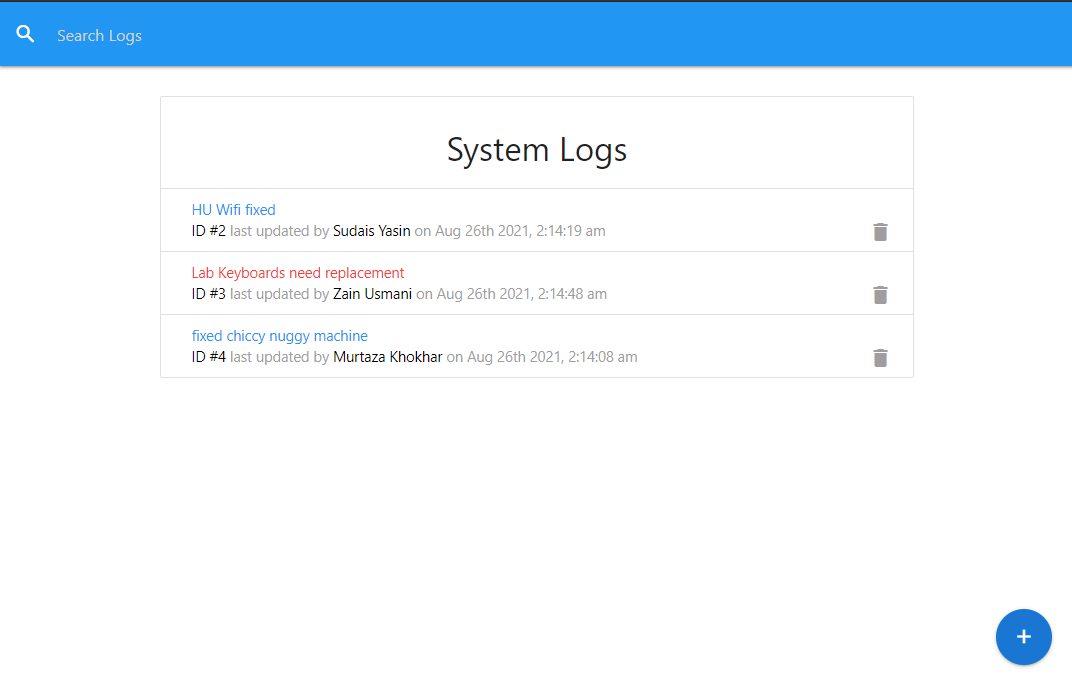 Search Logs
System Logs
HU Wifi fixed
ID #2 last updated by Sudais Yasin on Aug 26th 2021, 2:14:19 am
Lab Keyboards need replacement
ID #3 last updated by Zain Usmani on Aug 26th 2021, 2:14:48 am
fixed chiccy nuggy machine
ID #4 last updated by Murtaza Khokhar on Aug 26th 2021, 2:14:08 am